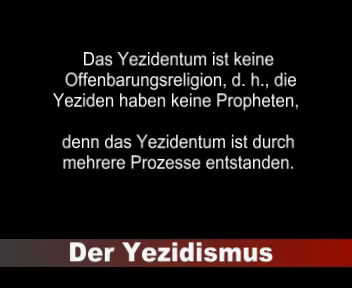 Das Yezidentum ist keine
Offenbarungsreligion, d. h., die
Yeziden haben keine Propheten,
denn das Yezidentum ist durch
mehrere Prozesse entstanden.
Der Yezidismus